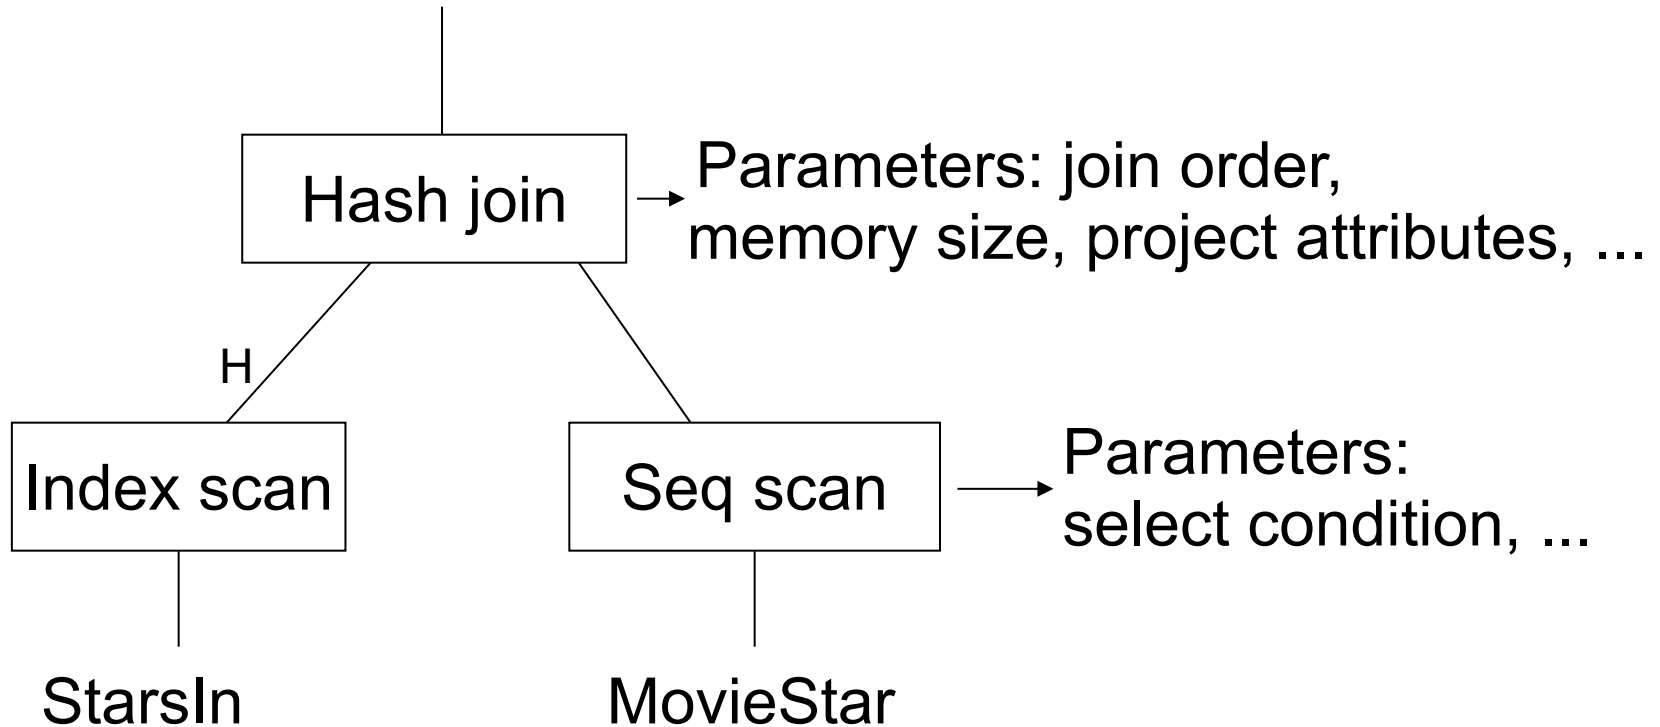 Hash join
Parameters: join order,
memory size, project attributes, ...
H
Index scan
Seq scan
Parameters:
select condition, ...
StarsIn
MovieStar